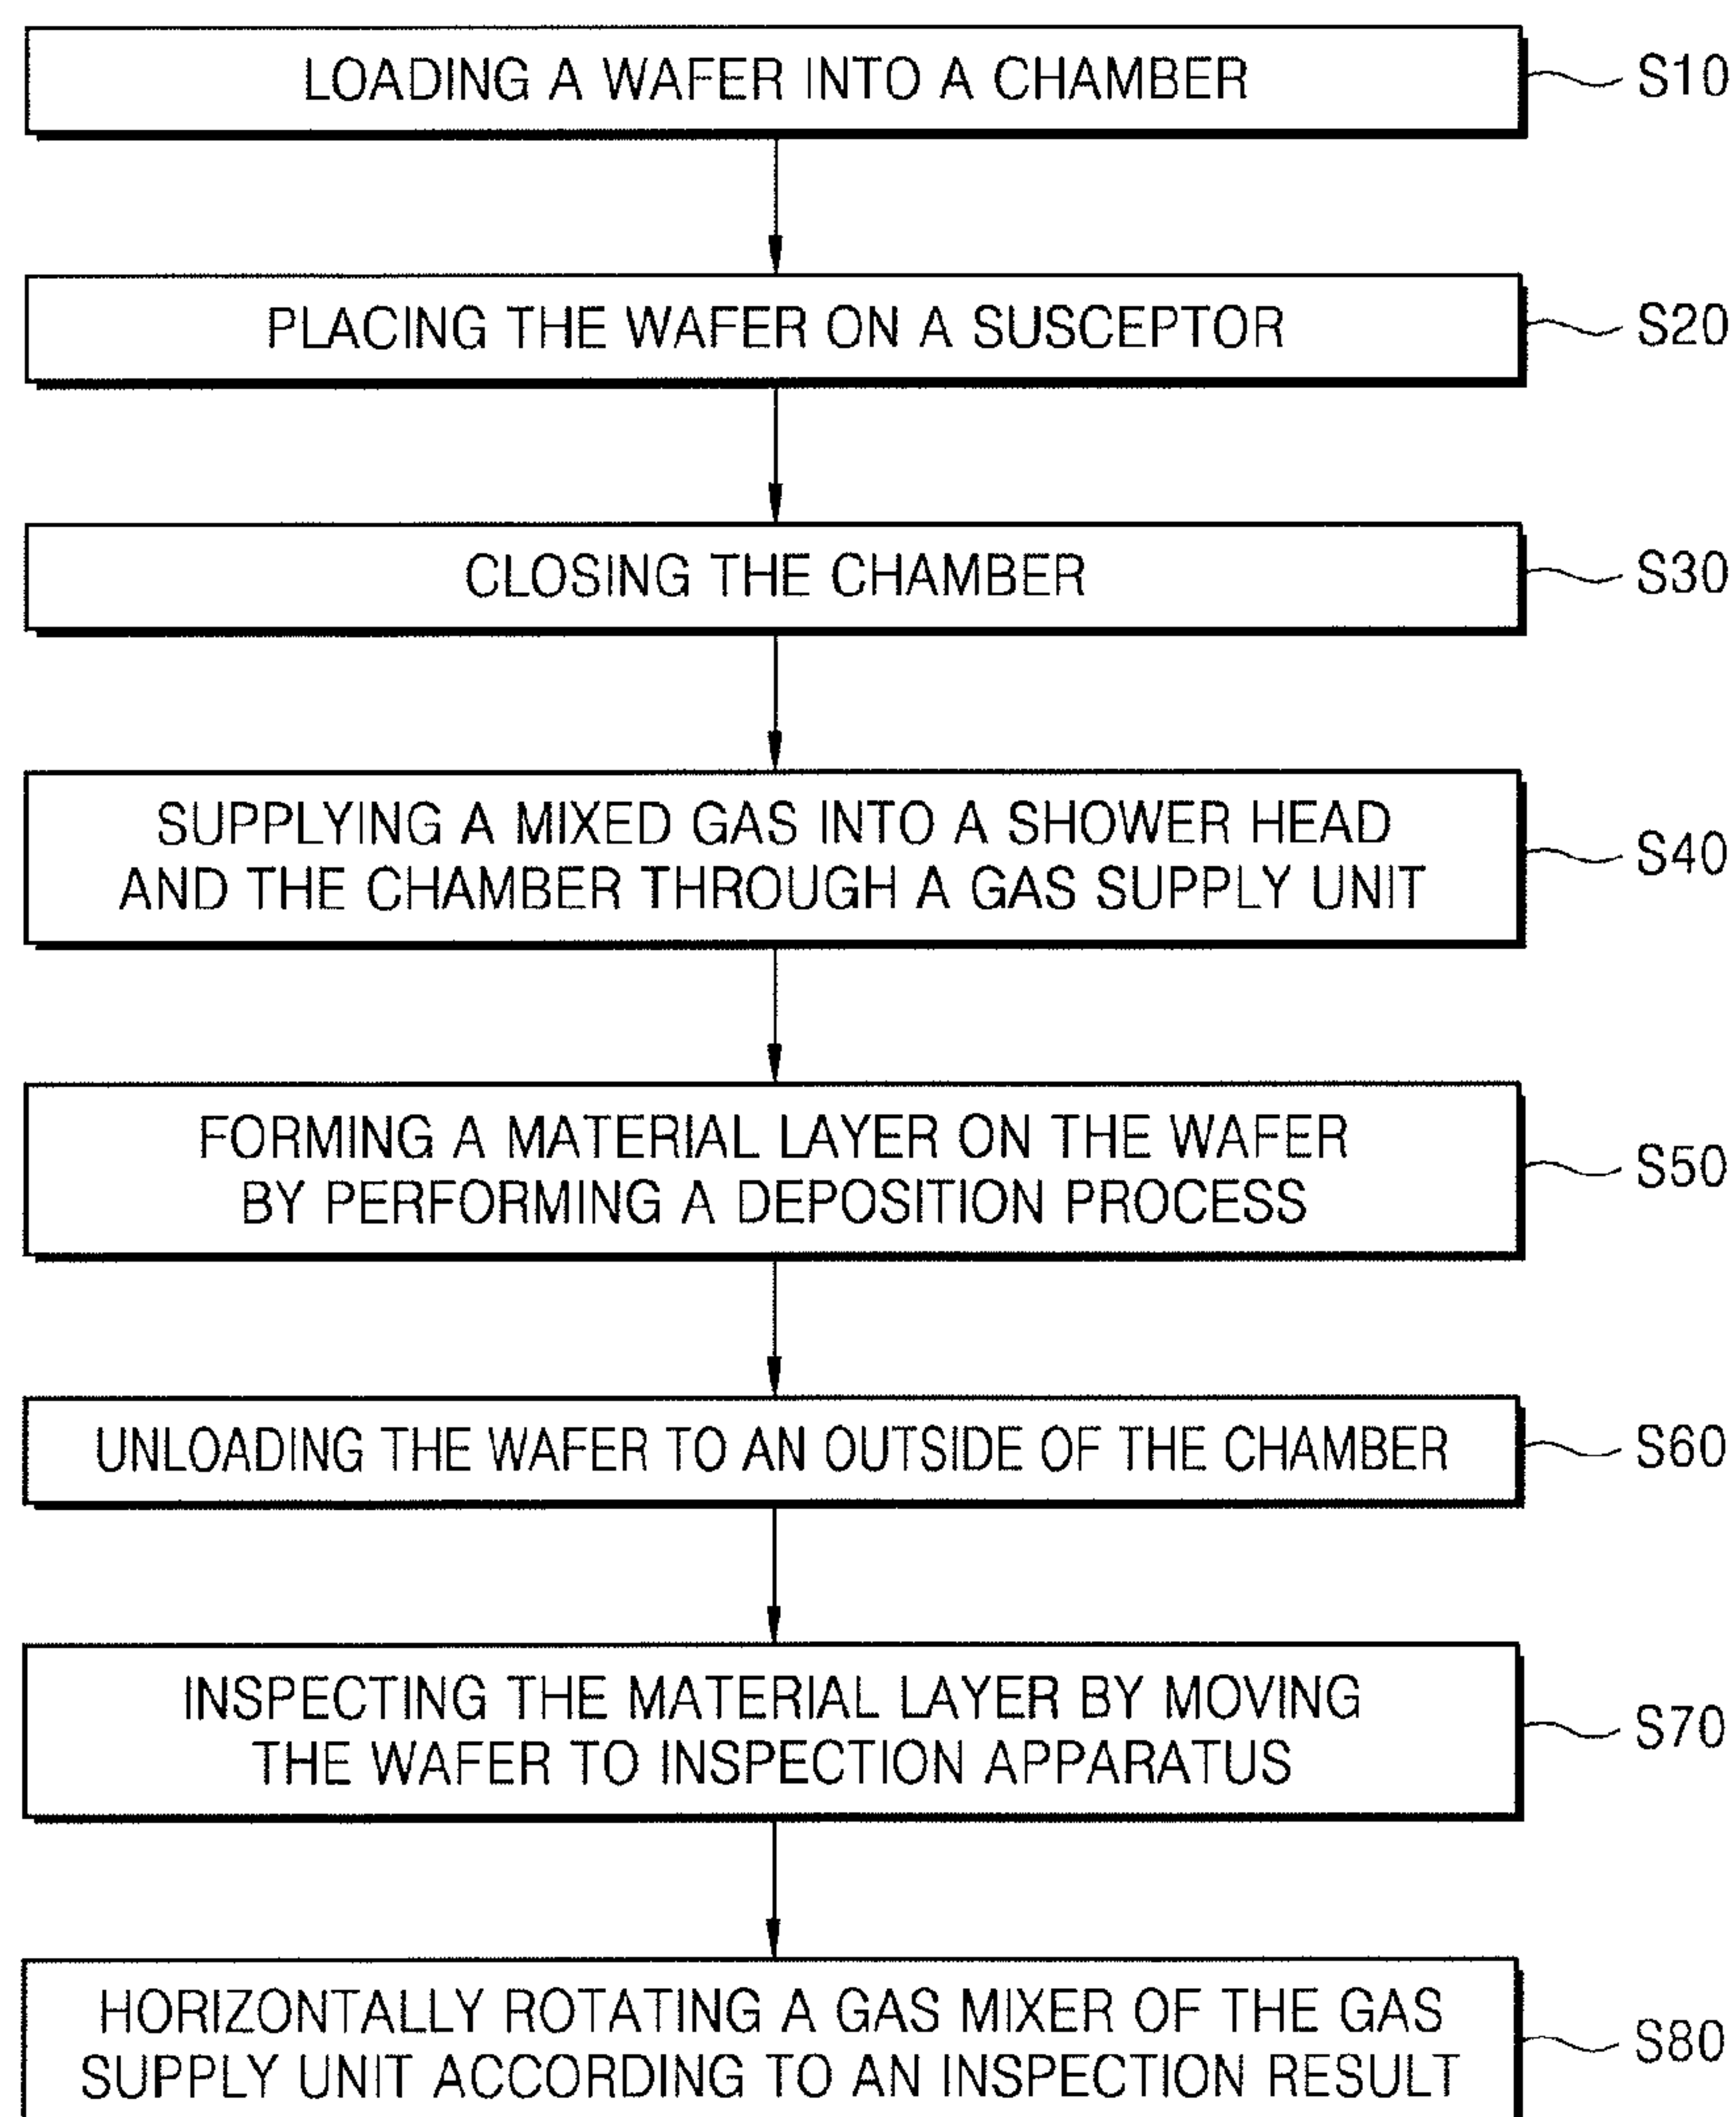 LOADING A WAFER INTO A CHAMBER
S10
PLACING THE WAFER ON A SUSCEPTOR
S20
CLOSING THE CHAMBER
S30
SUPPLYING A MIXED GAS INTO A SHOWER HEAD
AND THE CHAMBER THROUGH A GAS SUPPLY UNIT
S40
FORMING A MATERIAL LAYER ON THE WAFER
BY PERFORMING A DEPOSITION PROCESS
S50
UNLOADING THE WAFER TO AN OUTSIDE OF THE CHAMBER
S60
INSPECTING THE MATERIAL LAYER BY MOVING
THE WAFER TO INSPECTION APPARATUS
S70
HORIZONTALLY ROTATING A GAS MIXER OF THE GAS
SUPPLY UNIT ACCORDING TO AN INSPECTION RESULT
S80